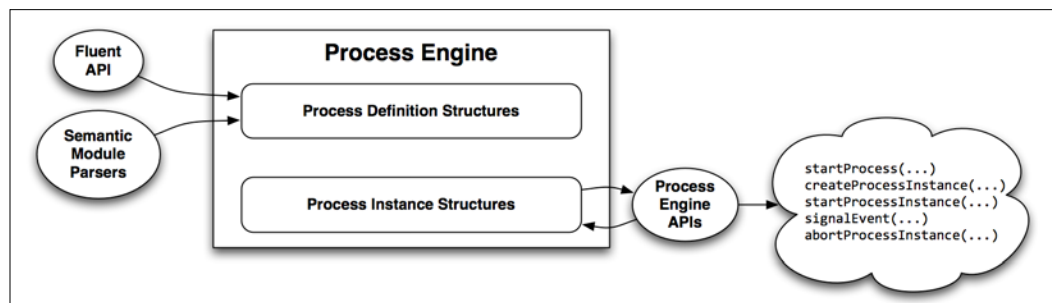 Fluent
API
Semantic
Module
Parsers
Process Engine
Process Definition Structures
Process Instance Structures
Process
Engine
APIs
startProcess(...)
createProcessInstance(...)
startProcessInstance(...)
signalEvent(...)
abortProcessInstance(...)